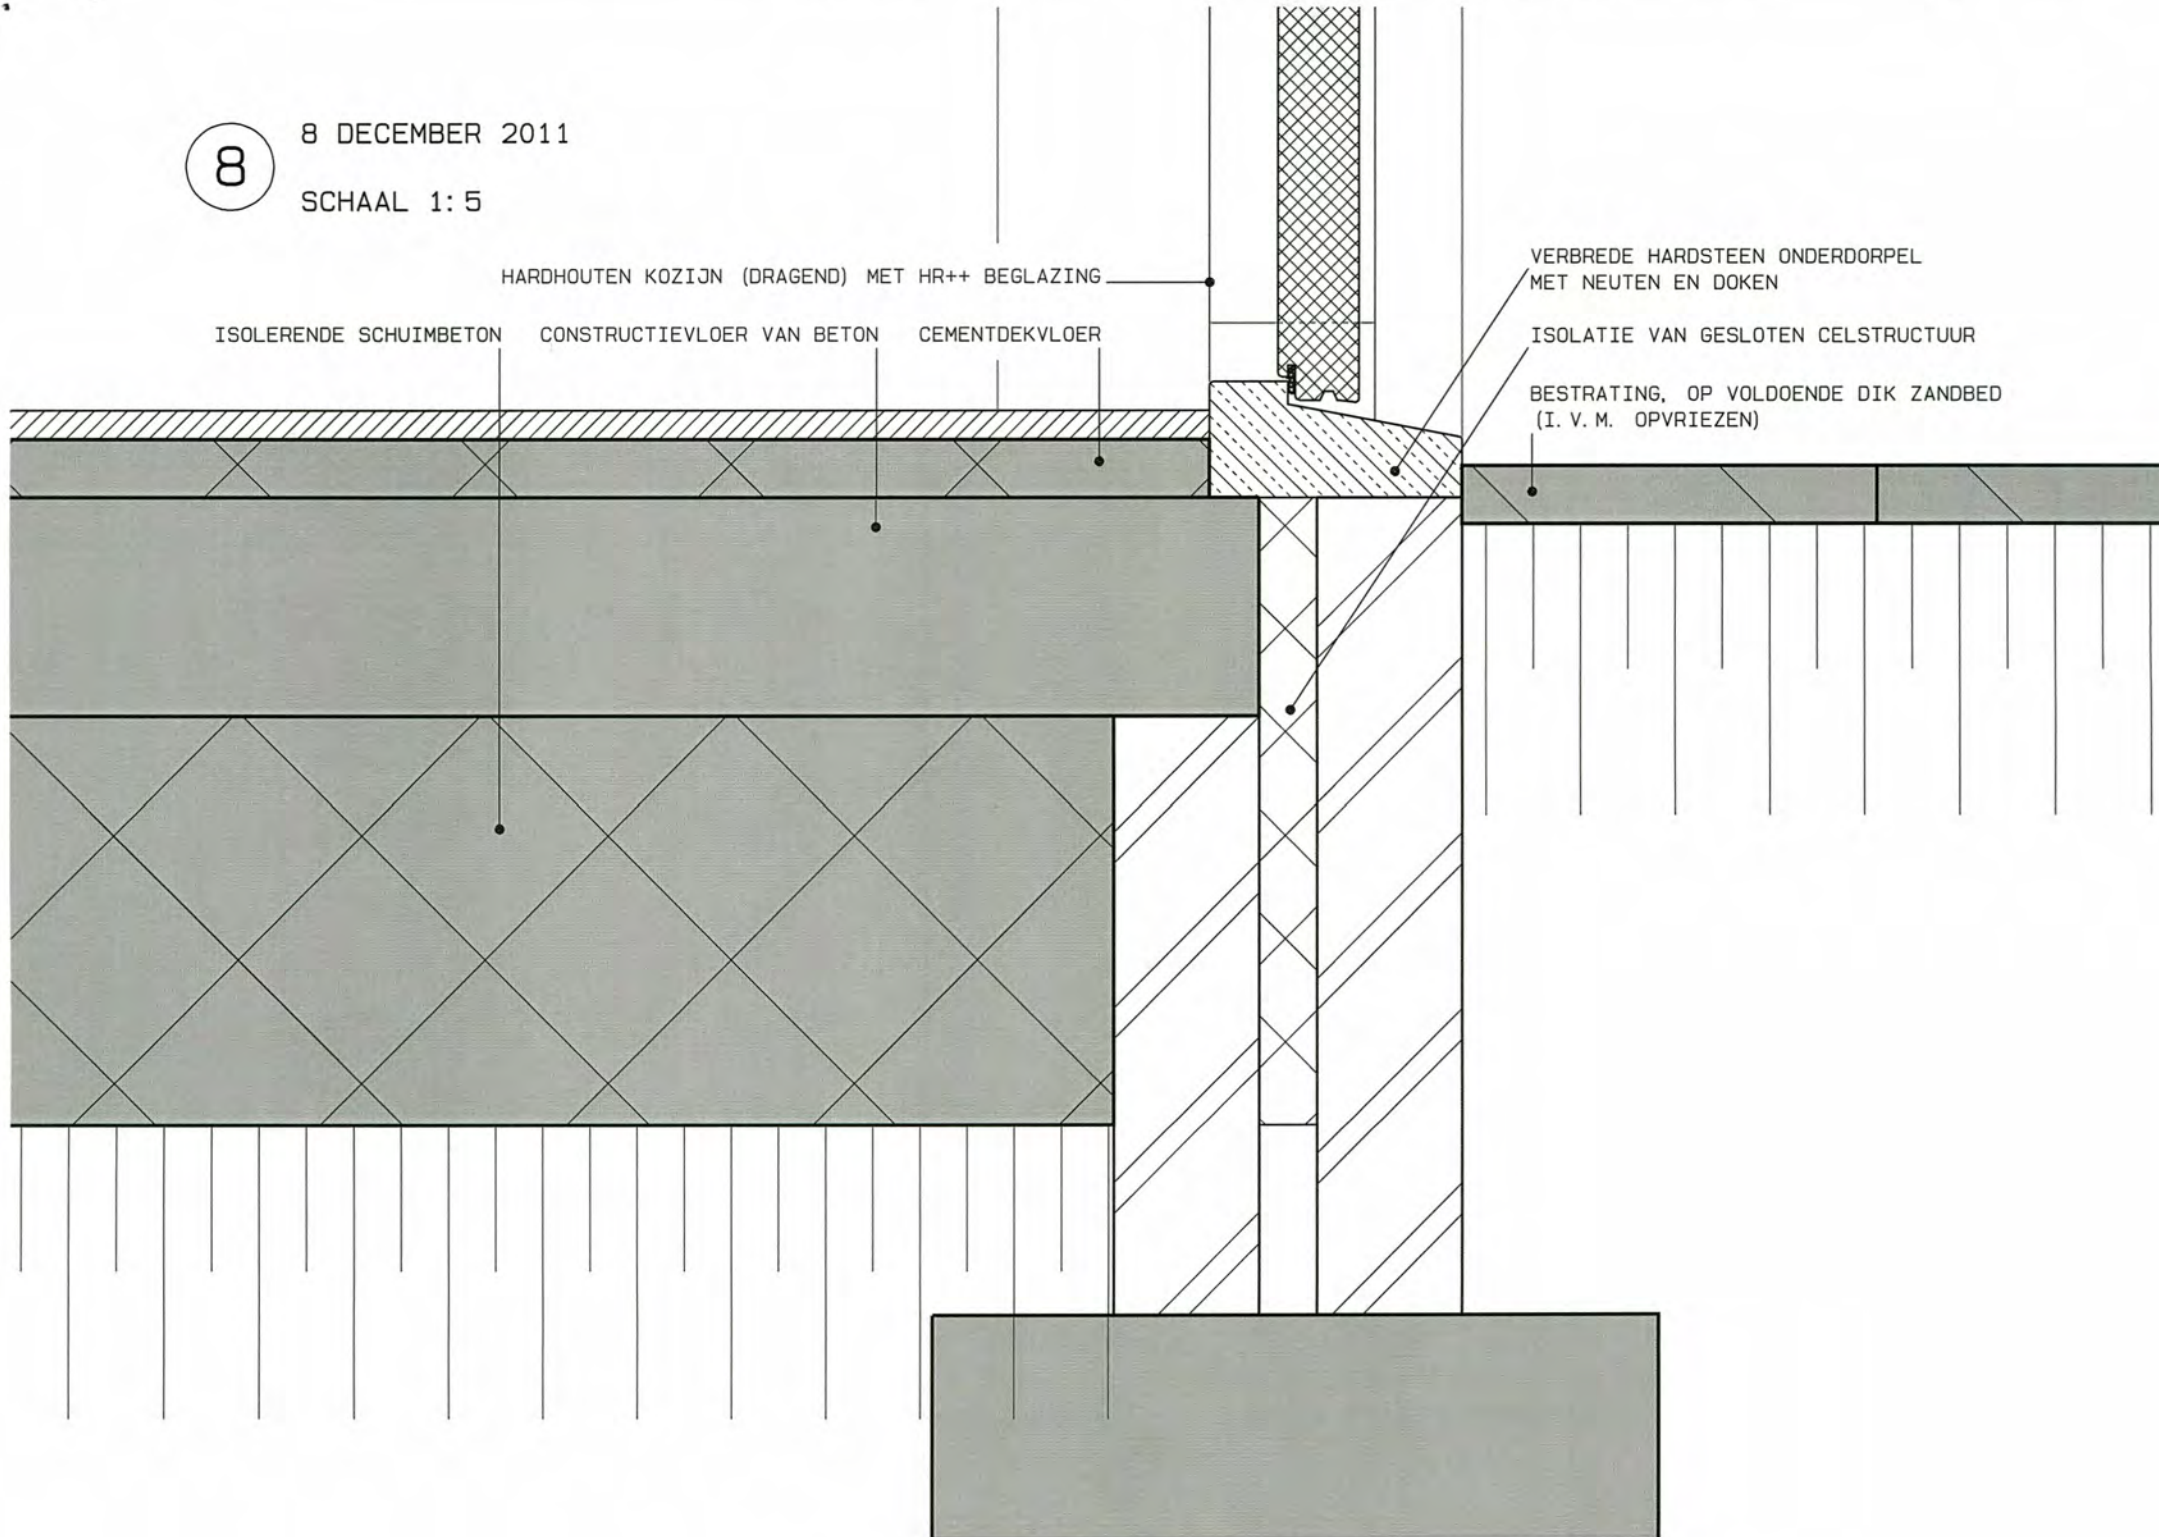 8
8 DECEMBER 2011
SCHAAL 1:5
HARDHOUTEN KOZIJN (DRAGEND) MET HR++ BEGLAZING
ISOLERENDE SCHUIMBETON
CONSTRUCTIEVLOER VAN BETON
CEMENTDEKVLOER
VERBREDE HARDSTEEN ONDERDORPEL
MET NEUTEN EN DOKEN
ISOLATIE VAN GESLOTEN CELSTRUCTUUR
BESTRATING, OP VOLDOENDE DIK ZANDBED
(I.V.M. OPVRIEZEN)